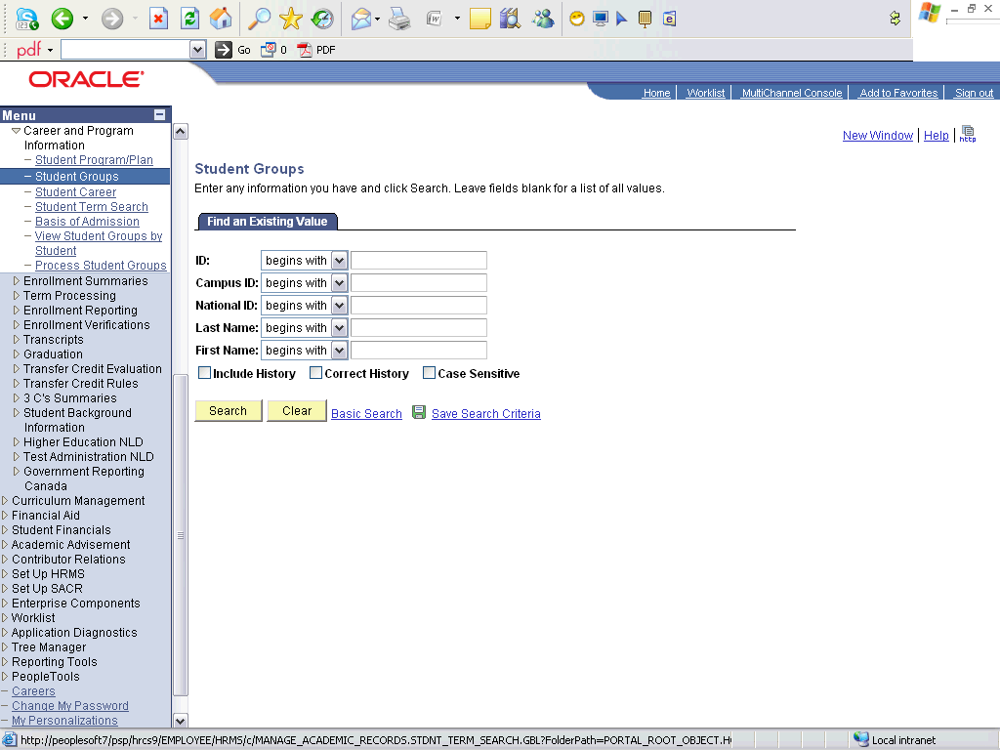 pdf
Go
0
PDF
ORACLE
Home
Worklist
MultiChannel Console
Add to Favorites
Sign out
Menu
Career and Program
Information
Student Program/Plan
Student Groups
Student Career
Student Term Search
Basis of Admission
View Student Groups by
Student
Process Student Groups
Enrollment Summaries
Term Processing
Enrollment Reporting
Enrollment Verifications
Transcripts
Graduation
Transfer Credit Evaluation
Transfer Credit Rules
3 C's Summaries
Student Background
Information
Higher Education NLD
Test Administration NLD
Government Reporting
Canada
Curriculum Management
Financial Aid
Student Financials
Academic Advisement
Contributor Relations
Set Up HRMS
Set Up SACR
Enterprise Components
Worklist
Application Diagnostics
Tree Manager
Reporting Tools
PeopleTools
Careers
Change My Password
My Personalizations
New Window | Help |
http
Student Groups
Enter any information you have and click Search. Leave fields blank for a list of all values.
Find an Existing Value
ID: begins with
Campus ID: begins with
National ID: begins with
Last Name: begins with
First Name: begins with
Include History Correct History Case Sensitive
Search Clear Basic Search Save Search Criteria
http://peoplesoft7/psp/hrcs9/EMPLOYEE/HRMS/c/MANAGE_ACADEMIC_RECORDS.STDNT_TERM_SEARCH.GBL?FolderPath=PORTAL_ROOT_OBJECT.H
Local intranet